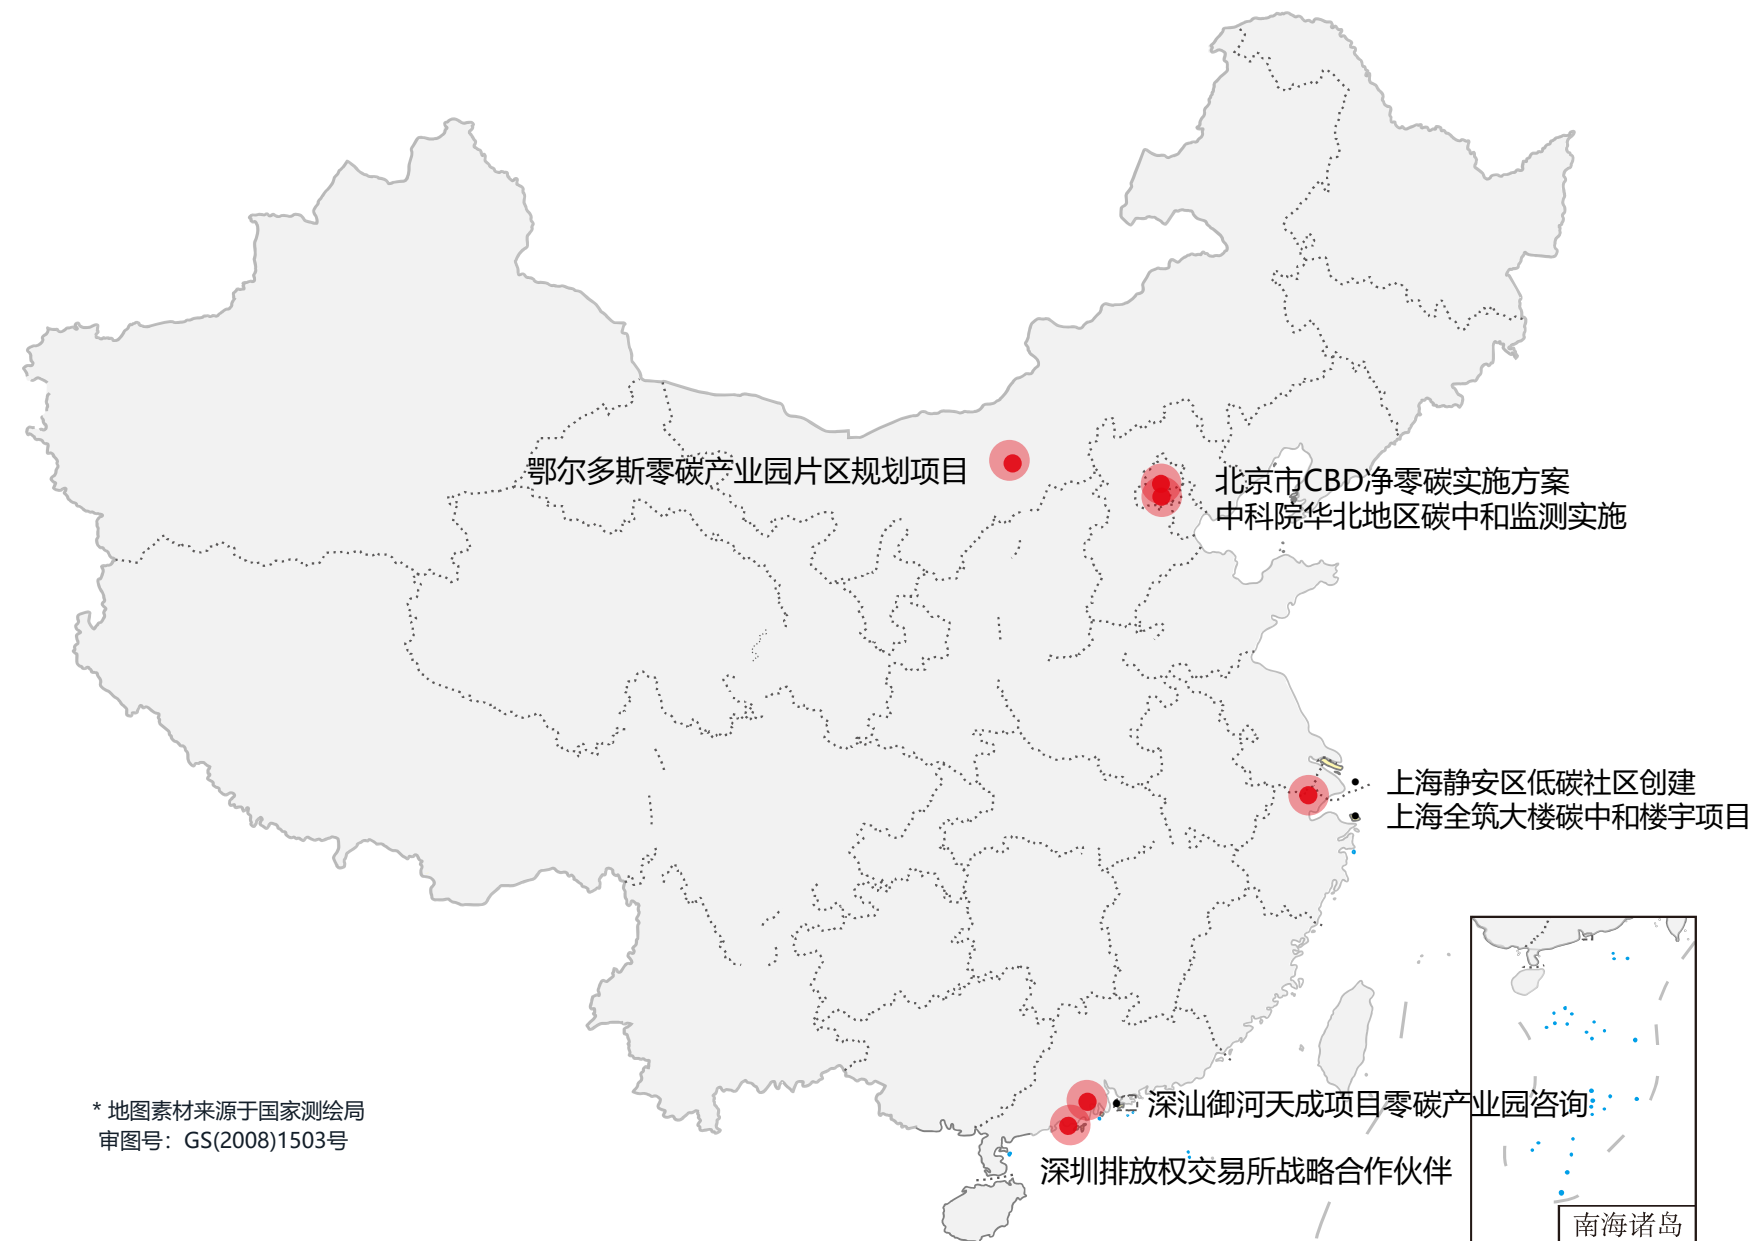 鄂尔多斯零碳产业园片区规划项目
北京市CBD净零碳实施方案
中科院华北地区碳中和监测实施
上海静安区低碳社区创建
上海全筑大楼碳中和楼宇项目
深汕御河天成项目零碳产业园咨询
深圳排放权交易所战略合作伙伴
* 地图素材来源于国家测绘局
审图号：GS(2008)1503号
南海诸岛